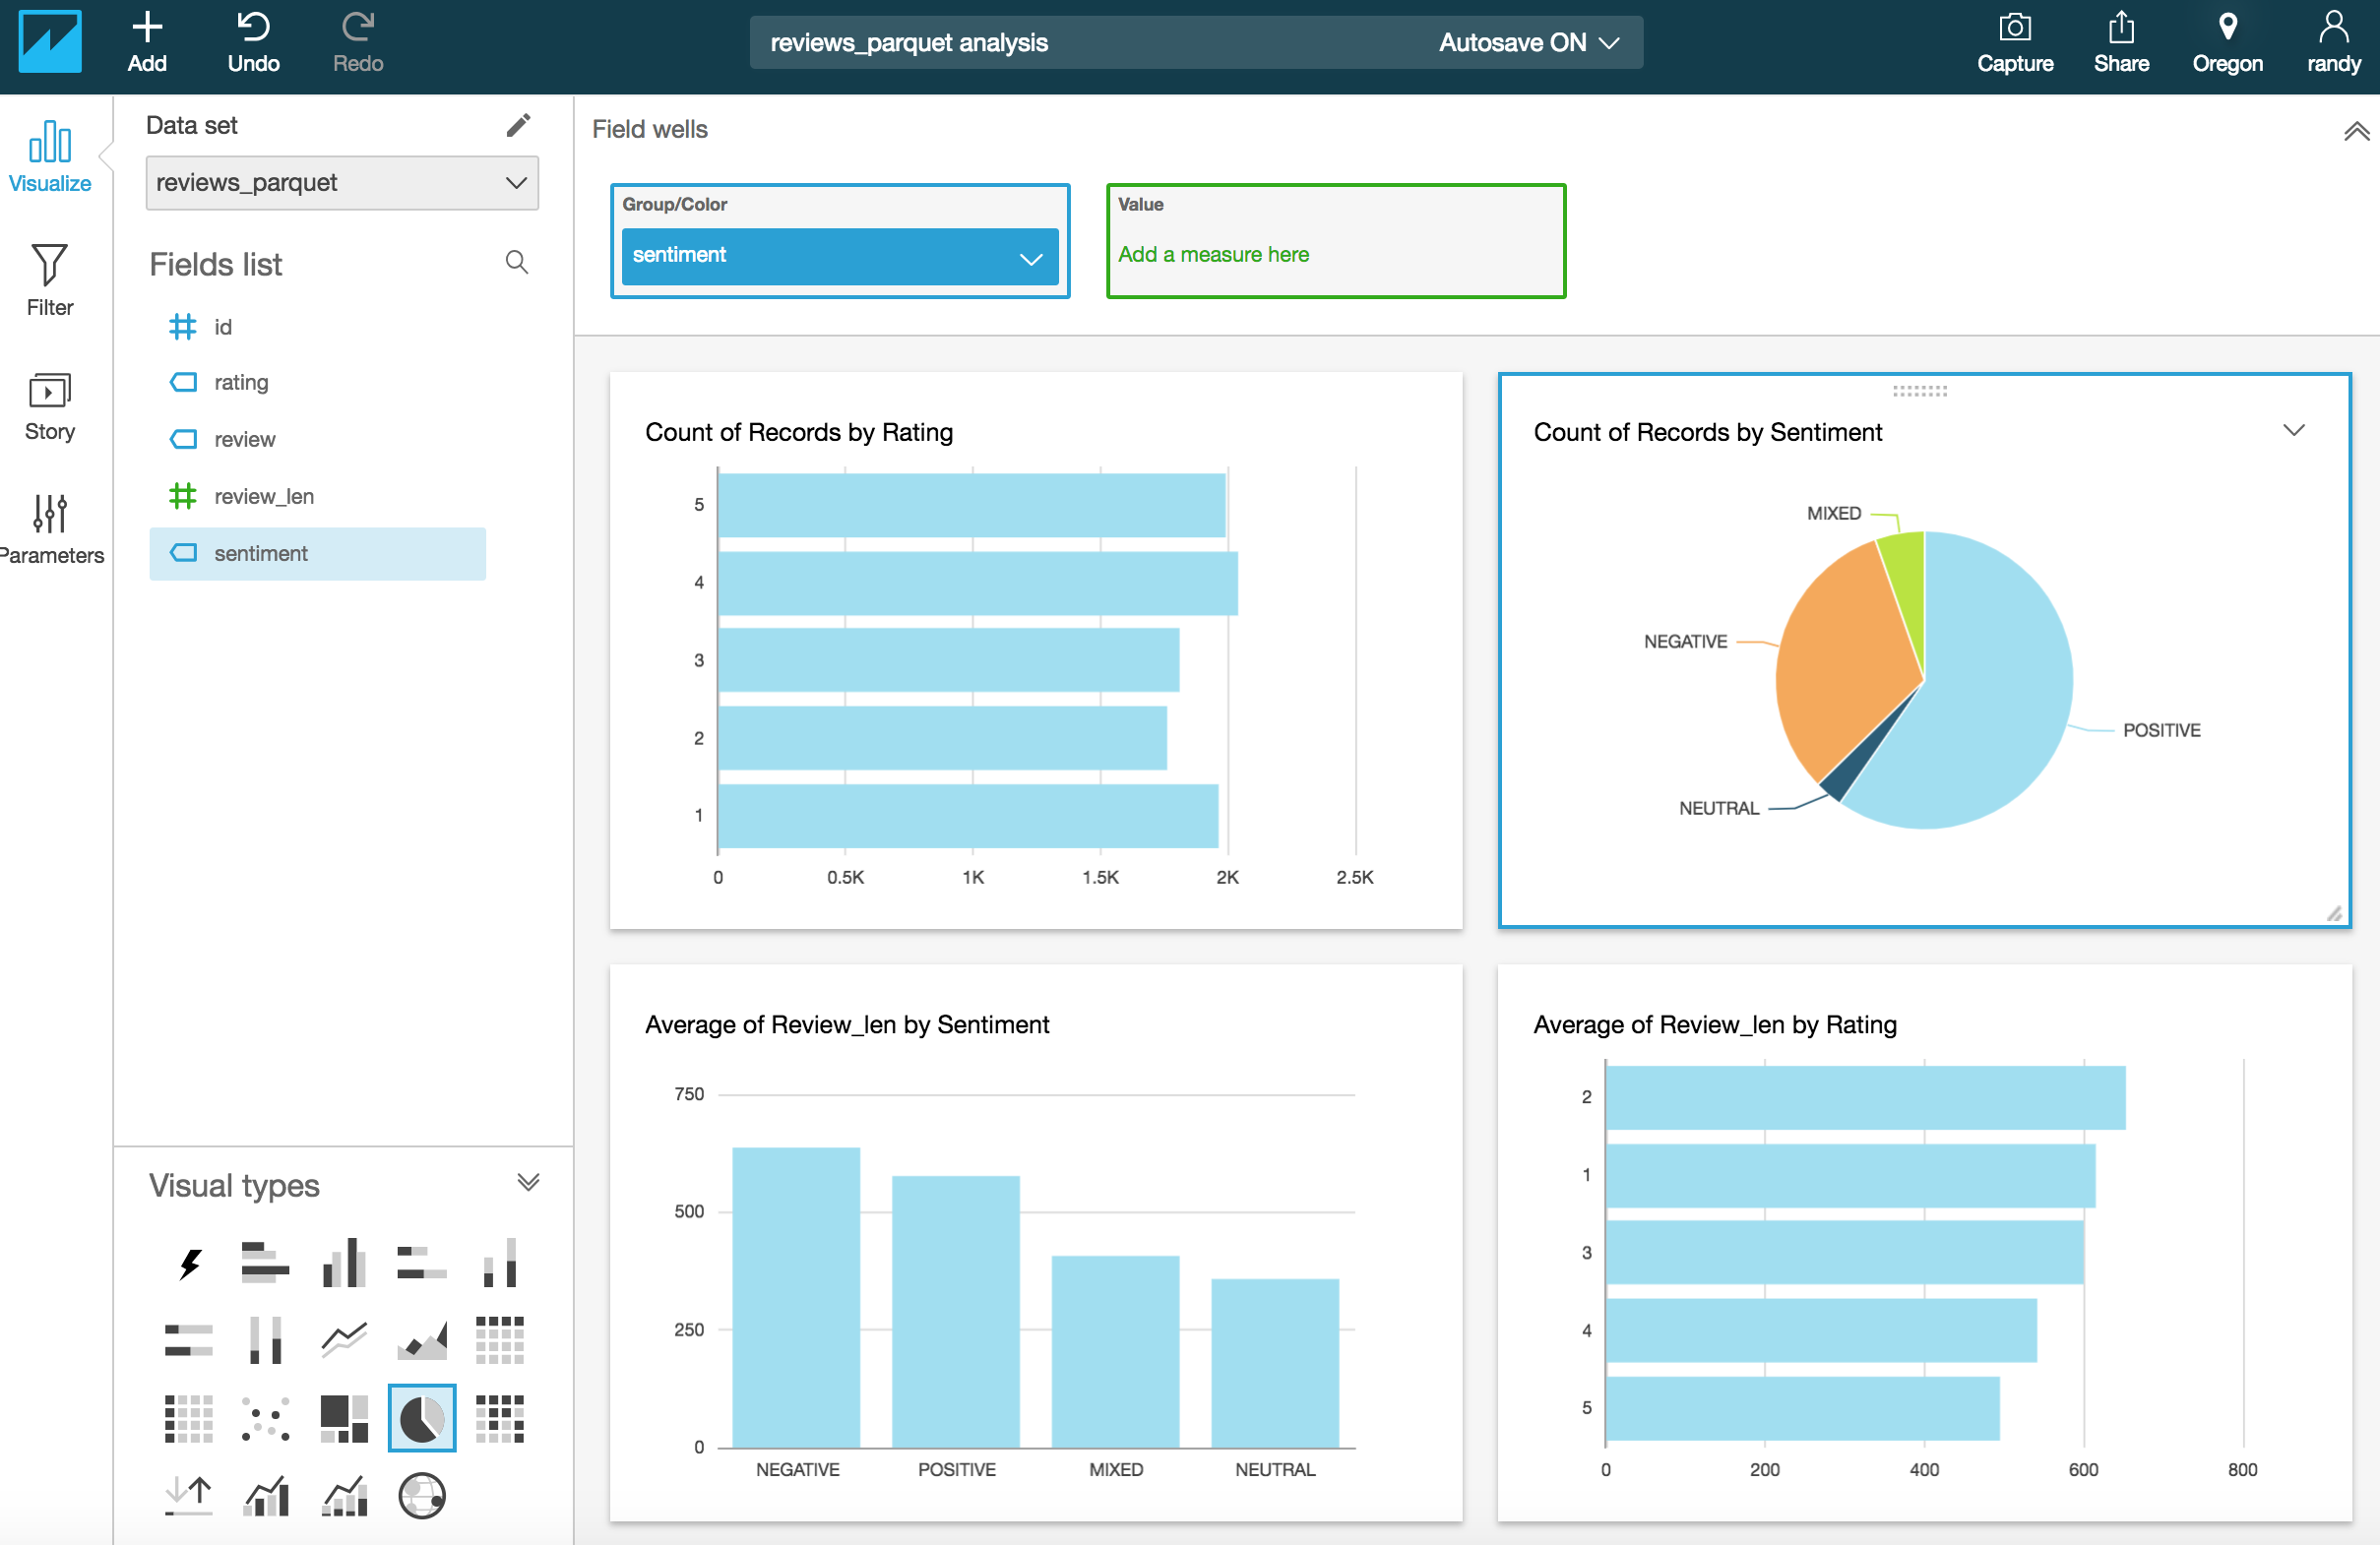 Add
Undo
Redo
reviews_parquet analysis
Autosave ON
Capture
Share
Oregon
randy
Visualize
Filter
Story
Parameters
Data set
reviews_parquet
Fields list
id
rating
review
review_len
sentiment
Visual types
Field wells
Group/Color
sentiment
Value
Add a measure here
Count of Records by Rating
5
4
3
2
1
0 0.5K 1K 1.5K 2K 2.5K
Count of Records by Sentiment
MIXED
NEGATIVE
POSITIVE
NEUTRAL
Average of Review_len by Sentiment
750
500
250
0
NEGATIVE POSITIVE MIXED NEUTRAL
Average of Review_len by Rating
2
1
3
4
5
0 200 400 600 800